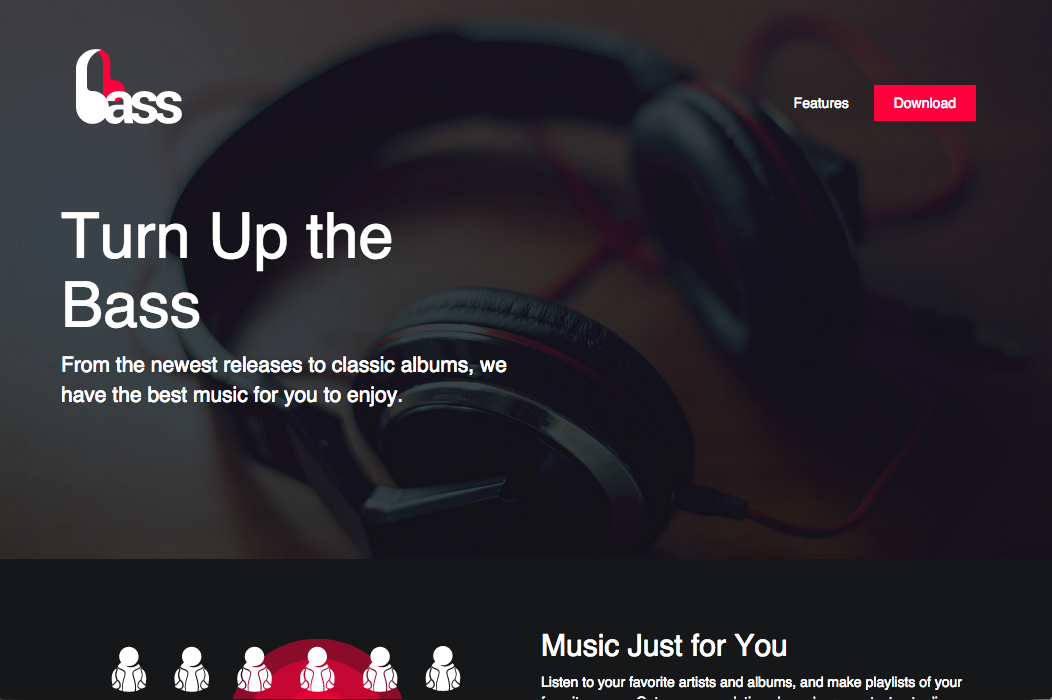 bass
Features
Download
Turn Up the
Bass
From the newest releases to classic albums, we
have the best music for you to enjoy.
Music Just for You
Listen to your favorite artists and albums, and make playlists of your